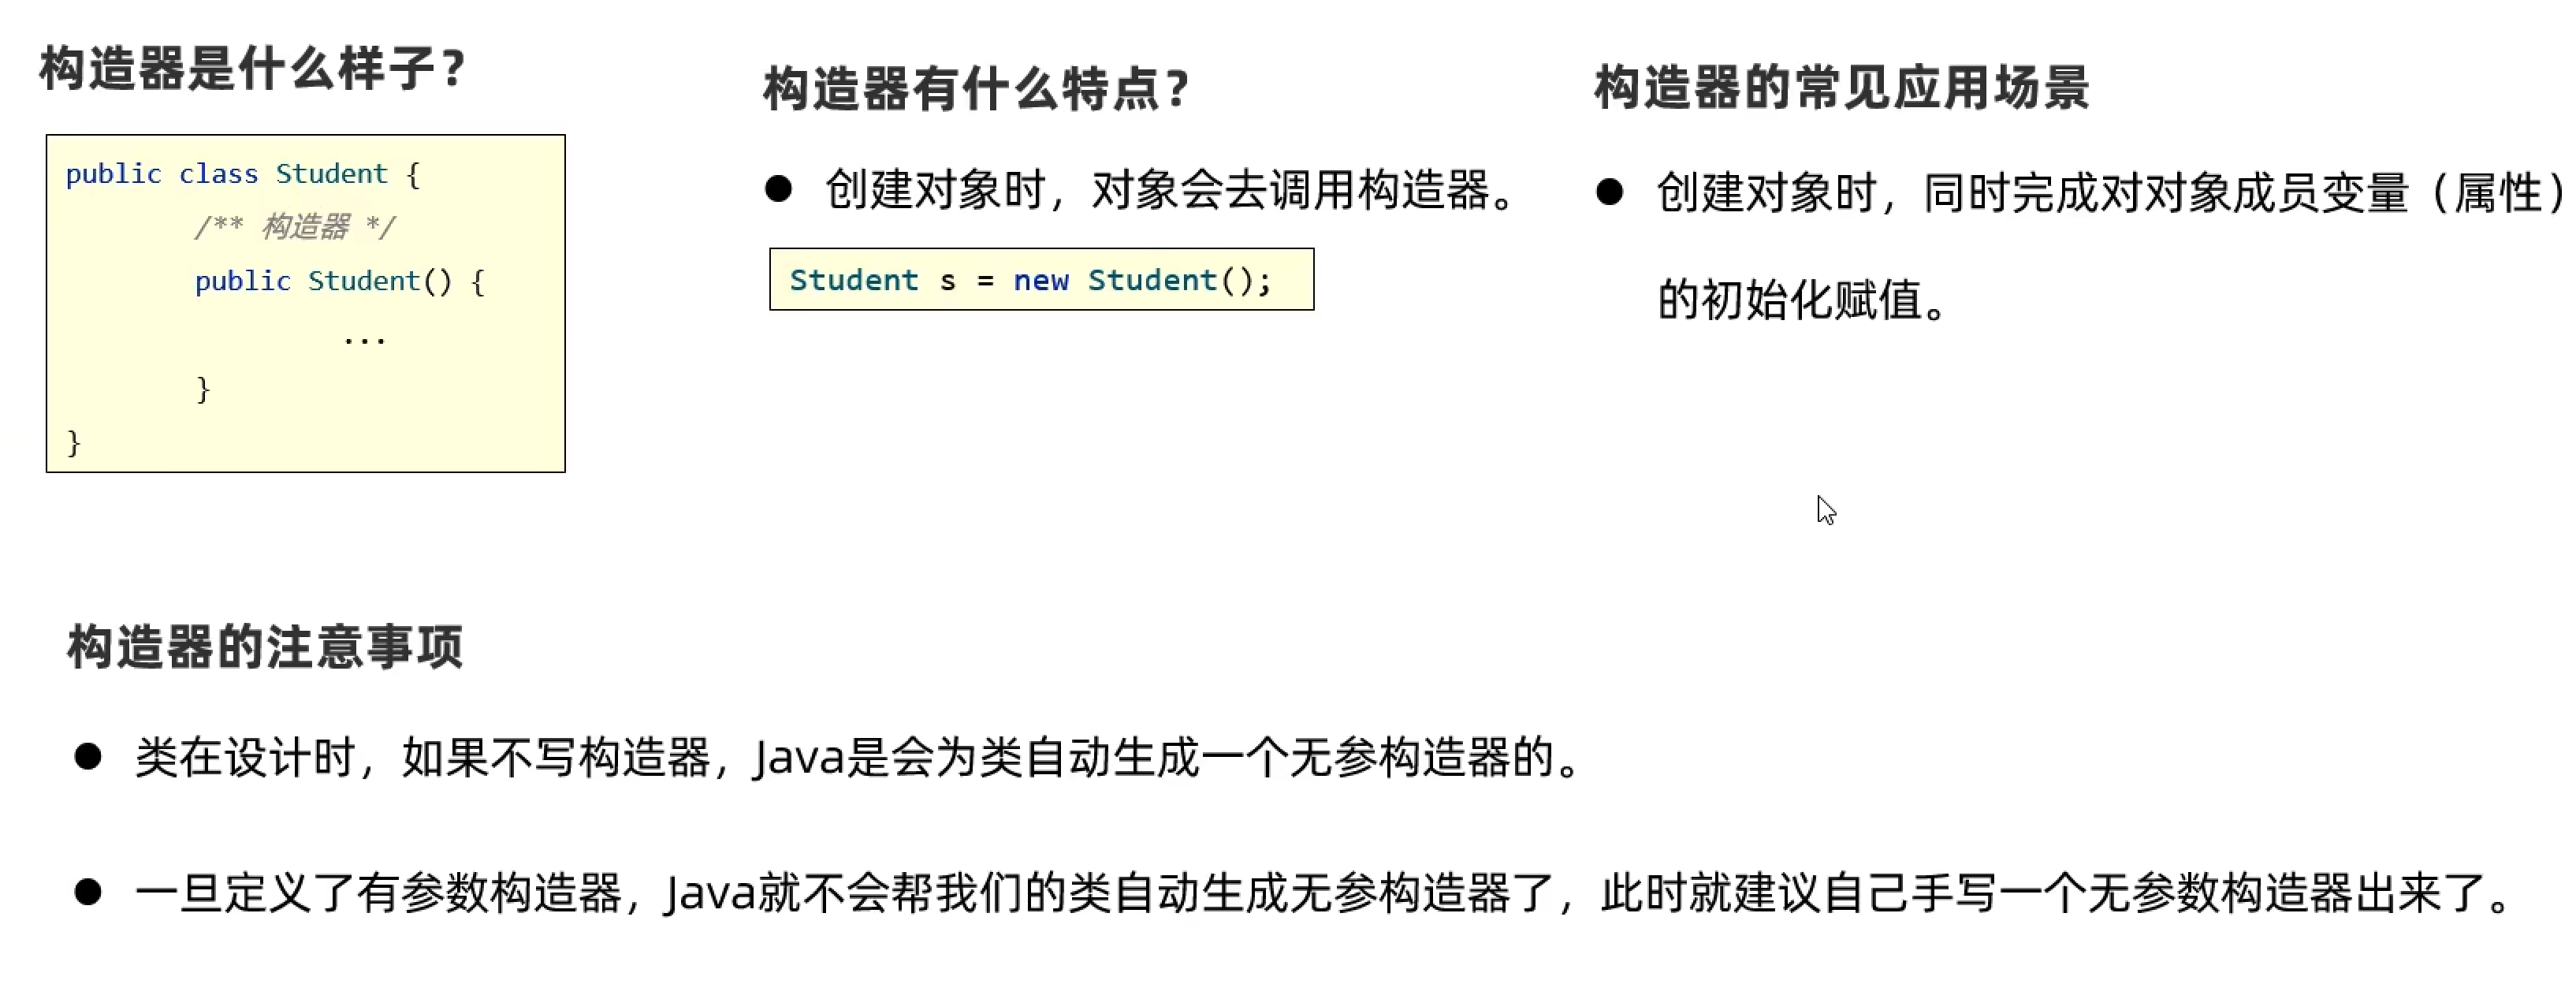 构造器是什么样子？
public class Student {
/** 构造器 */
public Student() {
...
}
}
构造器有什么特点？
● 创建对象时，对象会去调用构造器。
Student s = new Student();
构造器的常见应用场景
● 创建对象时，同时完成对对象成员变量（属性）
的初始化赋值。
构造器的注意事项
● 类在设计时，如果不写构造器，Java是会为类自动生成一个无参构造器的。
● 一旦定义了有参数构造器，Java就不会帮我们的类自动生成无参构造器了，此时就建议自己手写一个无参数构造器出来了。